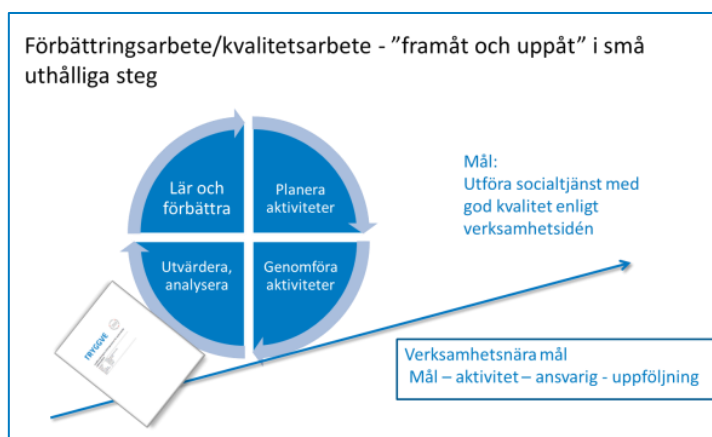 Förbättringsarbete/kvalitetsarbete - ”framåt och uppåt” i små
uthålliga steg
Lär och
förbättra
Planera
aktiviteter
Utvärdera,
analysera
Genomföra
aktiviteter
Mål:
Utföra socialtjänst med
god kvalitet enligt
verksamhetsidén
FRYGGVE
Verksamhetsnära mål
Mål – aktivitet – ansvarig - uppföljning